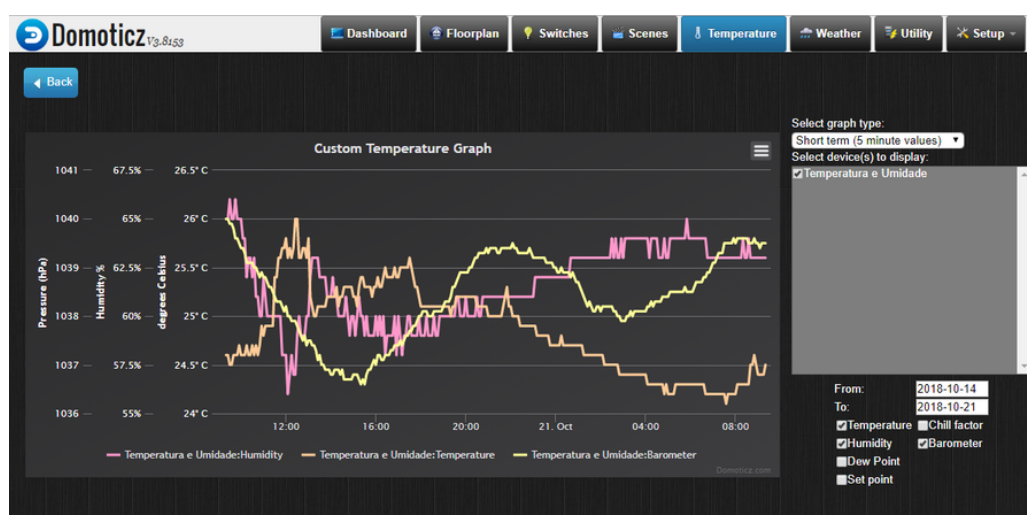 Domoticz V3.8153
Dashboard Floorplan Switches Scenes Temperature Weather Utility Setup
Back
Select graph type:
Short term (5 minute values)
Select device(s) to display:
Temperatura e Umidade
Custom Temperature Graph
1041 67.5% 26.5° C
1040 65% 26° C
1039 62.5% 25.5° C
1038 60% 25° C
1037 57.5% 24.5° C
1036 55% 24° C
Pressure (hPa)
Humidity %
degrees Celsius
12:00 16:00 20:00 21. Oct 04:00 08:00
Temperatura e Umidade:Humidity Temperatura e Umidade:Temperature Temperatura e Umidade:Barometer
Domoticz.com
From: 2018-10-14
To: 2018-10-21
Temperature Chill factor
Humidity Barometer
Dew Point
Set point